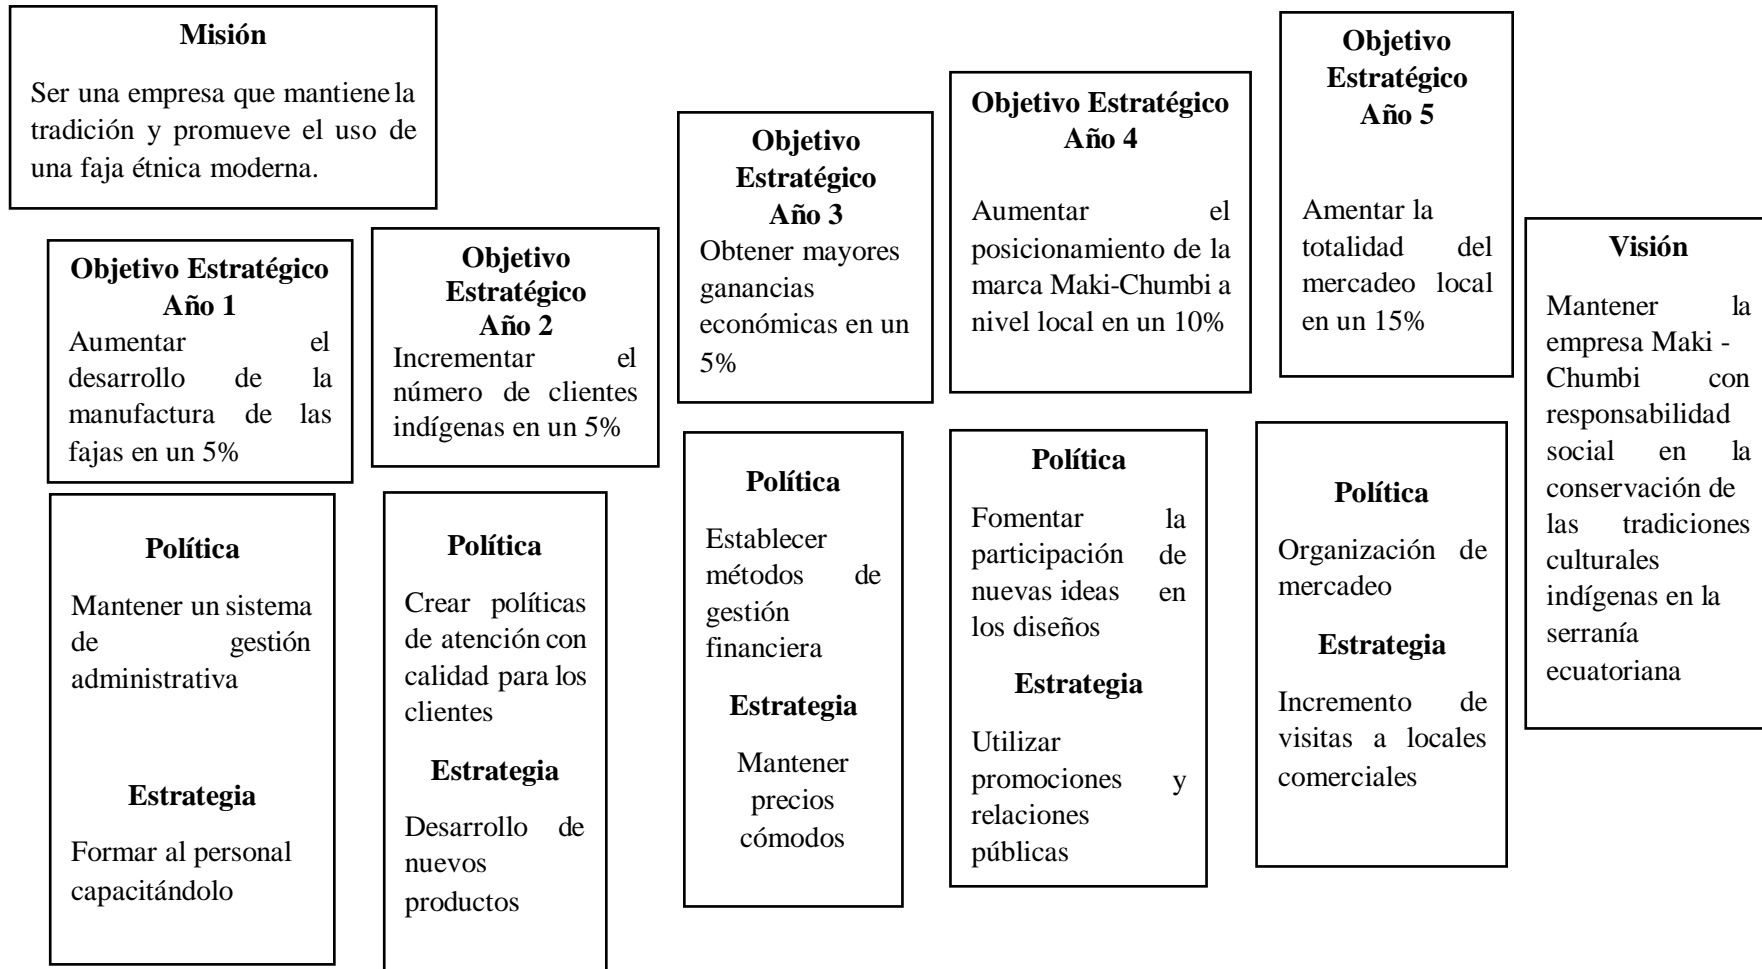 Misión
Ser una empresa que mantiene la
tradición y promueve el uso de
una faja étnica moderna.
Objetivo Estratégico
Año 1
Aumentar el
desarrollo de la
manufactura de las
fajas en un 5%
Política
Mantener un sistema
de gestión
administrativa
Estrategia
Formar al personal
capacitándolo
Objetivo
Estratégico
Año 2
Incrementar el
número de clientes
indígenas en un 5%
Política
Crear políticas
de atención con
calidad para los
clientes
Estrategia
Desarrollo de
nuevos
productos
Objetivo
Estratégico
Año 3
Obtener mayores
ganancias
económicas en un
5%
Política
Establecer
métodos de
gestión
financiera
Estrategia
Mantener
precios
cómodos
Objetivo Estratégico
Año 4
Aumentar el
posicionamiento de la
marca Maki-Chumbi a
nivel local en un 10%
Política
Fomentar la
participación de
nuevas ideas en
los diseños
Estrategia
Utilizar
promociones y
relaciones
públicas
Objetivo
Estratégico
Año 5
Amentar la
totalidad del
mercadeo local
en un 15%
Política
Organización de
mercadeo
Estrategia
Incremento de
visitas a locales
comerciales
Visión
Mantener la
empresa Maki -
Chumbi con
responsabilidad
social en la
conservación de
las tradiciones
culturales
indígenas en la
serranía
ecuatoriana